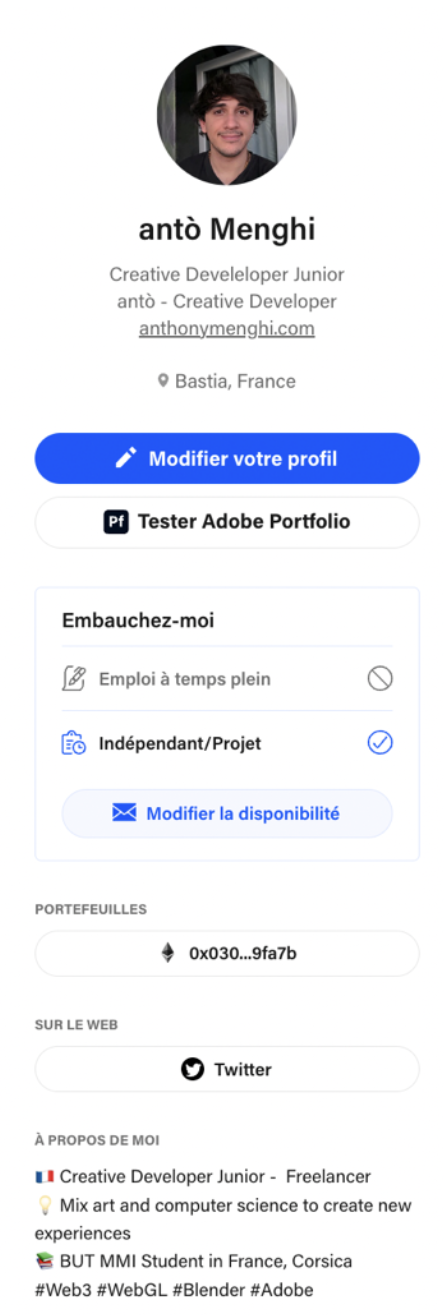 antò Menghi
Creative Develeloper Junior
antò - Creative Developer
anthonymenghi.com
Bastia, France
Modifier votre profil
Pf Tester Adobe Portfolio
Embauchez-moi
Emploi à temps plein
Indépendant/Projet
Modifier la disponibilité
PORTEFEUILLES
0x030...9fa7b
SUR LE WEB
Twitter
À PROPOS DE MOI
🇫🇷 Creative Developer Junior - Freelancer
💡 Mix art and computer science to create new
experiences
📚 BUT MMI Student in France, Corsica
#Web3 #WebGL #Blender #Adobe